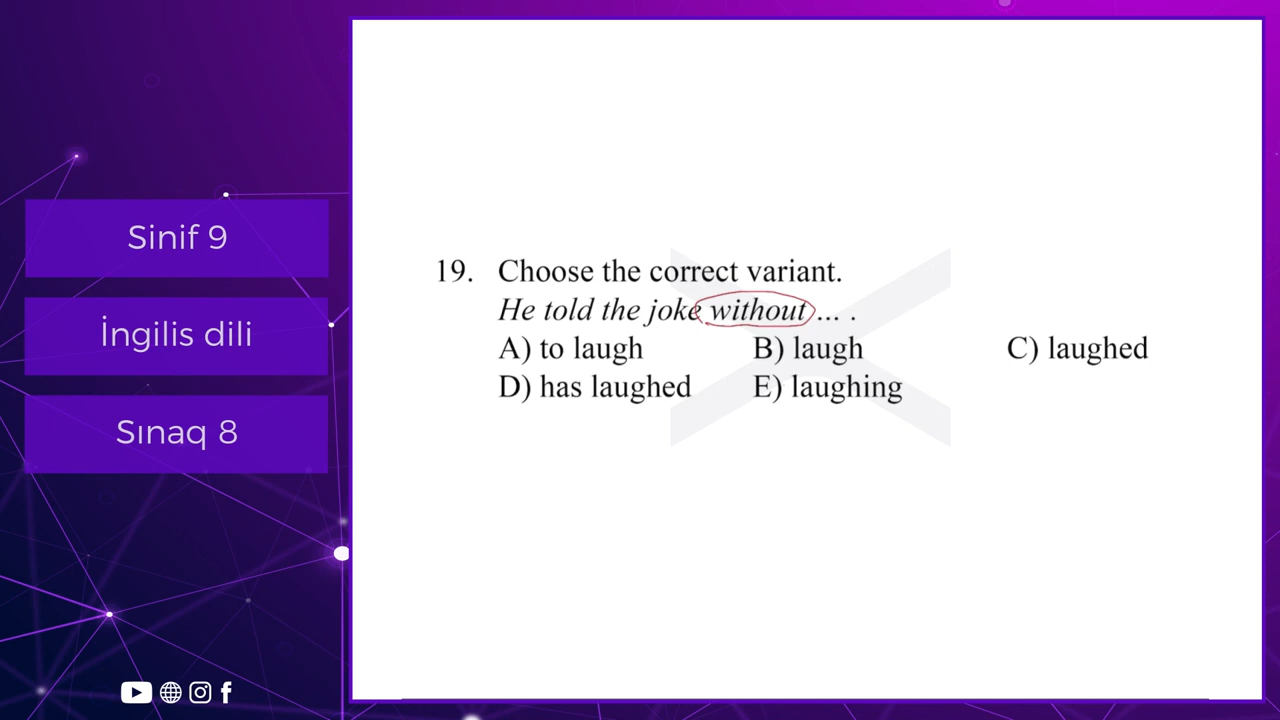 Sinif 9
İngilis dili
Sınaq 8
19. Choose the correct variant.
He told the joke without ... .
A) to laugh B) laugh C) laughed
D) has laughed E) laughing